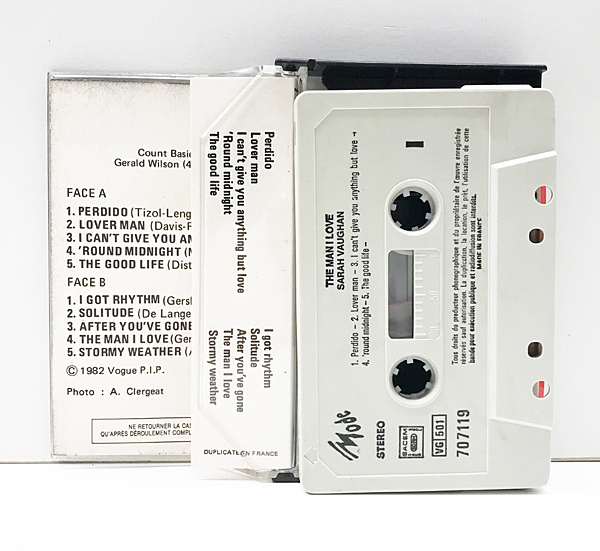 Count Basie
Gerald Wilson (4
FACE A
1. PERDIDO (Tizol-Leng
2. LOVER MAN (Davis-R
3. I CAN'T GIVE YOU AN
4. 'ROUND MIDNIGHT (M
5. THE GOOD LIFE (Dist
FACE B
1. I GOT RHYTHM (Gersh
2. SOLITUDE (De Lange
3. AFTER YOU'VE GONE
4. THE MAN I LOVE (Ger
5. STORMY WEATHER (A
© 1982 Vogue P.I.P.
Photo : A. Clergeat
NE RETOURNER LA CAS
QU'APRÈS DÉROULEMENT COMPL
Perdido
Lover man
I can't give you anything but love
'Round midnight
The good life
I got rhythm
Solitude
After you've gone
The man I love
Stormy weather
DUPLICATION FRANCE
THE MAN I LOVE
SARAH VAUGHAN
1. Perdido - 2. Lover man - 3. I can't give you anything but love -
4. 'round midnight - 5. The good life -
I
50
Mode
STEREO
SACEM
VG 501
707119
Tous droits du producteur phonographique et du propriétaire de l'œuvre enregistrée
réservés sauf autorisation. La duplication, la location, le prêt, l'utilisation de cette
bande pour exécution publique et radiodiffusion sont interdits.
MADE IN FRANCE